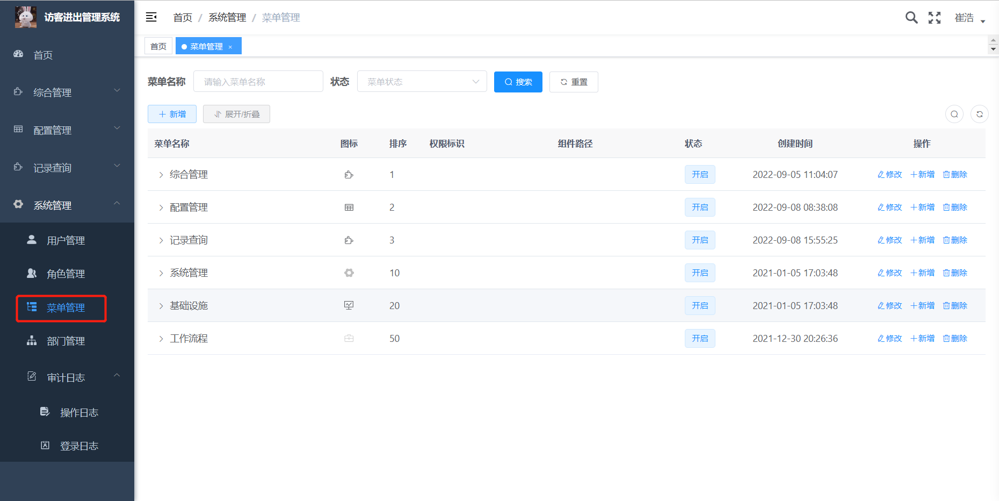 访客进出管理系统
首页
综合管理
配置管理
记录查询
系统管理
用户管理
角色管理
菜单管理
部门管理
审计日志
操作日志
登录日志
首页 / 系统管理 / 菜单管理
崔浩
首页 菜单管理 ×
菜单名称 请输入菜单名称 状态 菜单状态 搜索 重置
新增 展开/折叠
菜单名称 图标 排序 权限标识 组件路径 状态 创建时间 操作
综合管理 1 开启 2022-09-05 11:04:07 修改 新增 删除
配置管理 2 开启 2022-09-08 08:38:08 修改 新增 删除
记录查询 3 开启 2022-09-08 15:55:25 修改 新增 删除
系统管理 10 开启 2021-01-05 17:03:48 修改 新增 删除
基础设施 20 开启 2021-01-05 17:03:48 修改 新增 删除
工作流程 50 开启 2021-12-30 20:26:36 修改 新增 删除